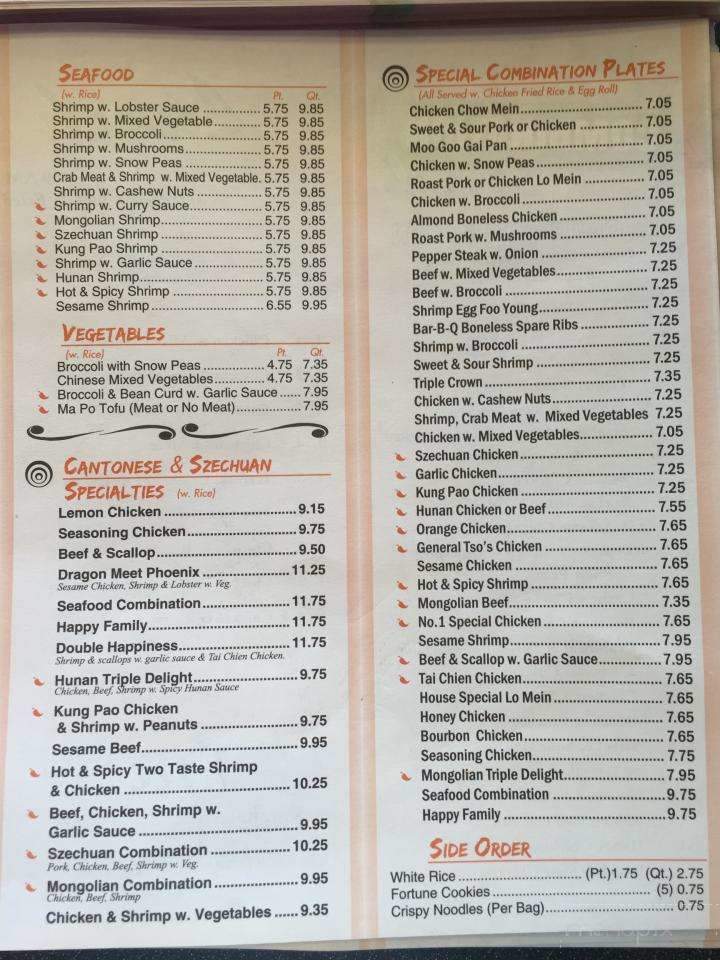 SEAFOOD
(w. Rice) Pt. Qt.
Shrimp w. Lobster Sauce .............. 5.75 9.85
Shrimp w. Mixed Vegetable............ 5.75 9.85
Shrimp w. Broccoli........................ 5.75 9.85
Shrimp w. Mushrooms.................. 5.75 9.85
Shrimp w. Snow Peas .................. 5.75 9.85
Crab Meat & Shrimp w. Mixed Vegetable. 5.75 9.85
Shrimp w. Cashew Nuts ............... 5.75 9.85
Shrimp w. Curry Sauce................. 5.75 9.85
Mongolian Shrimp........................ 5.75 9.85
Szechuan Shrimp ........................ 5.75 9.85
Kung Pao Shrimp ........................ 5.75 9.85
Shrimp w. Garlic Sauce ................ 5.75 9.85
Hunan Shrimp............................. 5.75 9.85
Hot & Spicy Shrimp ..................... 5.75 9.85
Sesame Shrimp .......................... 6.55 9.95
VEGETABLES
(w. Rice) Pt. Qt.
Broccoli with Snow Peas ................ 4.75 7.35
Chinese Mixed Vegetables............. 4.75 7.35
Broccoli & Bean Curd w. Garlic Sauce ...... 7.95
Ma Po Tofu (Meat or No Meat)................ 7.95
CANTONESE & SZECHUAN
SPECIALTIES (w. Rice)
Lemon Chicken ................................ 9.15
Seasoning Chicken.......................... 9.75
Beef & Scallop................................. 9.50
Dragon Meet Phoenix ..................... 11.25
Sesame Chicken, Shrimp & Lobster w. Veg.
Seafood Combination..................... 11.75
Happy Family.................................. 11.75
Double Happiness........................... 11.75
Shrimp & scallops w. garlic sauce & Tai Chien Chicken.
Hunan Triple Delight......................... 9.75
Chicken, Beef, Shrimp w. Spicy Hunan Sauce
Kung Pao Chicken
& Shrimp w. Peanuts ....................... 9.75
Sesame Beef.................................... 9.95
Hot & Spicy Two Taste Shrimp
& Chicken ....................................... 10.25
Beef, Chicken, Shrimp w.
Garlic Sauce .................................... 9.95
Szechuan Combination ................... 10.25
Pork, Chicken, Beef, Shrimp w. Veg.
Mongolian Combination ................... 9.95
Chicken, Beef, Shrimp
Chicken & Shrimp w. Vegetables ...... 9.35
SPECIAL COMBINATION PLATES
(All Served w. Chicken Fried Rice & Egg Roll)
Chicken Chow Mein.............................. 7.05
Sweet & Sour Pork or Chicken ................ 7.05
Moo Goo Gai Pan ................................ 7.05
Chicken w. Snow Peas.......................... 7.05
Roast Pork or Chicken Lo Mein .............. 7.05
Chicken w. Broccoli.............................. 7.05
Almond Boneless Chicken .................... 7.05
Roast Pork w. Mushrooms .................... 7.05
Pepper Steak w. Onion ......................... 7.25
Beef w. Mixed Vegetables...................... 7.25
Beef w. Broccoli .................................. 7.25
Shrimp Egg Foo Young.......................... 7.25
Bar-B-Q Boneless Spare Ribs ................ 7.25
Shrimp w. Broccoli .............................. 7.25
Sweet & Sour Shrimp ........................... 7.25
Triple Crown ....................................... 7.35
Chicken w. Cashew Nuts....................... 7.25
Shrimp, Crab Meat w. Mixed Vegetables 7.25
Chicken w. Mixed Vegetables................. 7.05
Szechuan Chicken................................ 7.25
Garlic Chicken..................................... 7.25
Kung Pao Chicken ............................... 7.25
Hunan Chicken or Beef ......................... 7.55
Orange Chicken................................... 7.65
General Tso's Chicken .......................... 7.65
Sesame Chicken ................................. 7.65
Hot & Spicy Shrimp ............................. 7.65
Mongolian Beef................................... 7.35
No.1 Special Chicken ........................... 7.65
Sesame Shrimp................................... 7.95
Beef & Scallop w. Garlic Sauce.............. 7.95
Tai Chien Chicken................................ 7.65
House Special Lo Mein ........................ 7.65
Honey Chicken ................................... 7.65
Bourbon Chicken................................. 7.65
Seasoning Chicken.............................. 7.75
Mongolian Triple Delight....................... 7.95
Seafood Combination .......................... 9.75
Happy Family ..................................... 9.75
SIDE ORDER
White Rice ............................ (Pt.)1.75 (Qt.) 2.75
Fortune Cookies ................................... (5) 0.75
Crispy Noodles (Per Bag).............................. 0.75